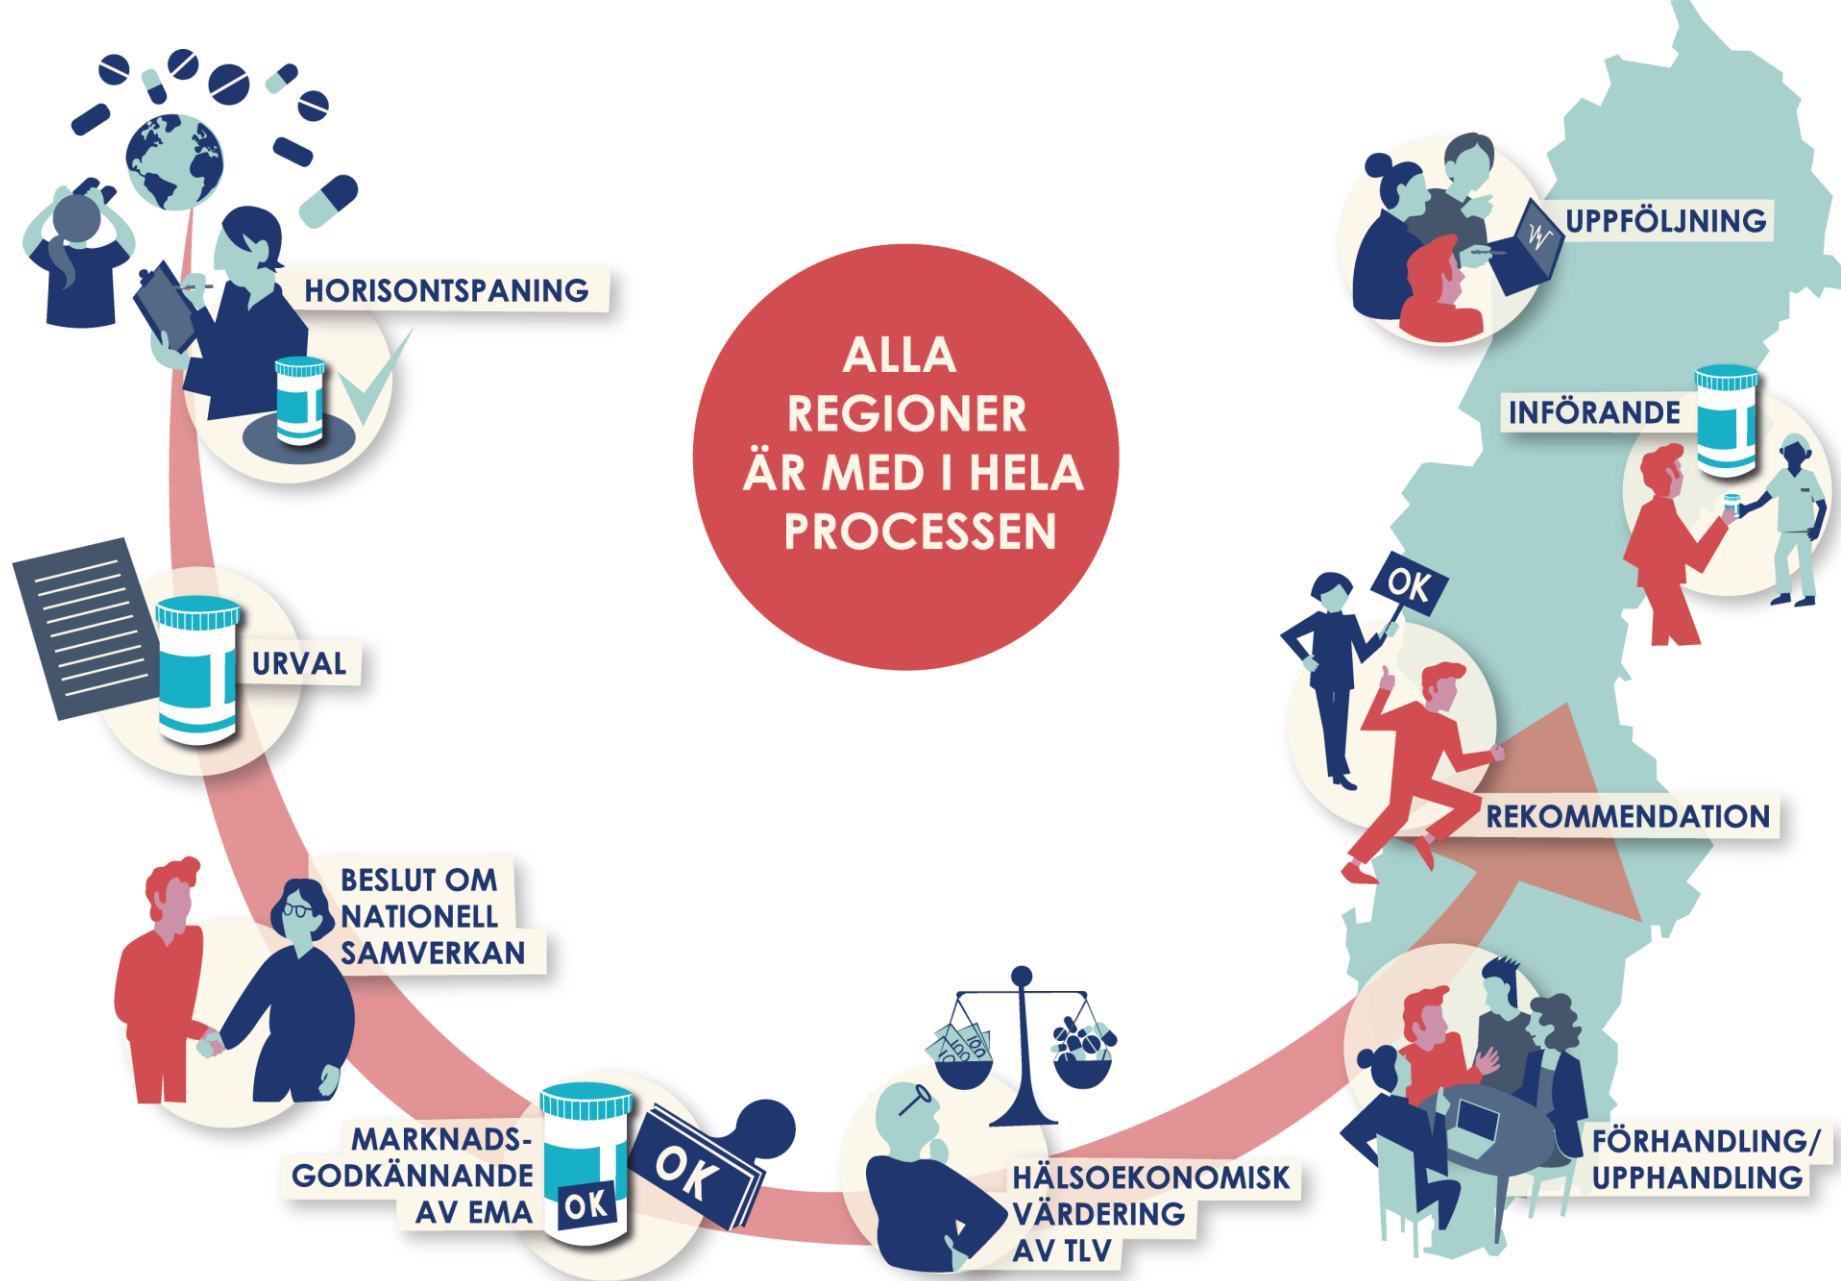 HORISONTSPANING
URVAL
BESLUT OM
NATIONELL
SAMVERKAN
MARKNADS-
GODKÄNNANDE
AV EMA
OK
OK
HÄLSOEKONOMISK
VÄRDERING
AV TLV
100
FÖRHANDLING/
UPPHANDLING
REKOMMENDATION
OK
INFÖRANDE
UPPFÖLJNING
ALLA
REGIONER
ÄR MED I HELA
PROCESSEN